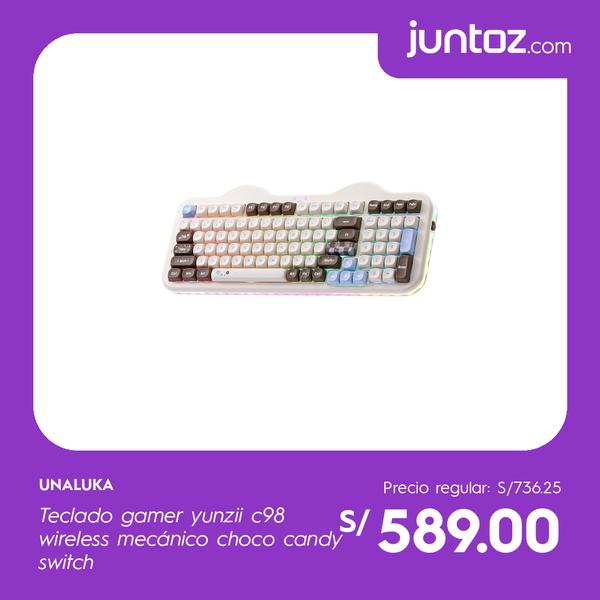 juntoz.com
UNALUKA
Teclado gamer yunzii c98
wireless mecánico choco candy
switch
Precio regular: S/736.25
S/ 589.00